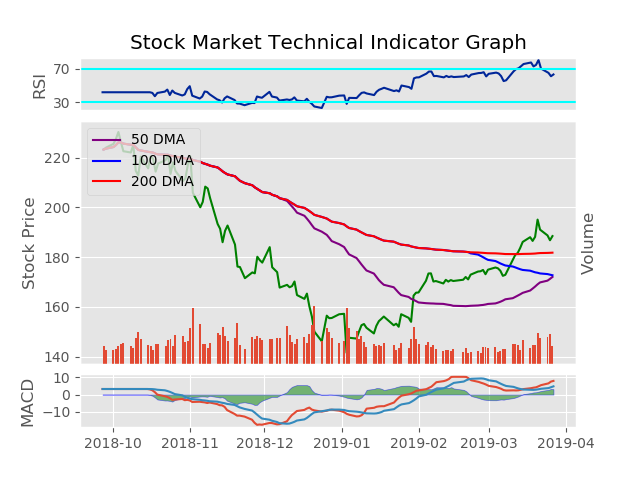 Stock Market Technical Indicator Graph
RSI
70
30
50 DMA
100 DMA
200 DMA
Stock Price
220
200
180
160
140
Volume
MACD
10
0
−10
2018-10 2018-11 2018-12 2019-01 2019-02 2019-03 2019-04